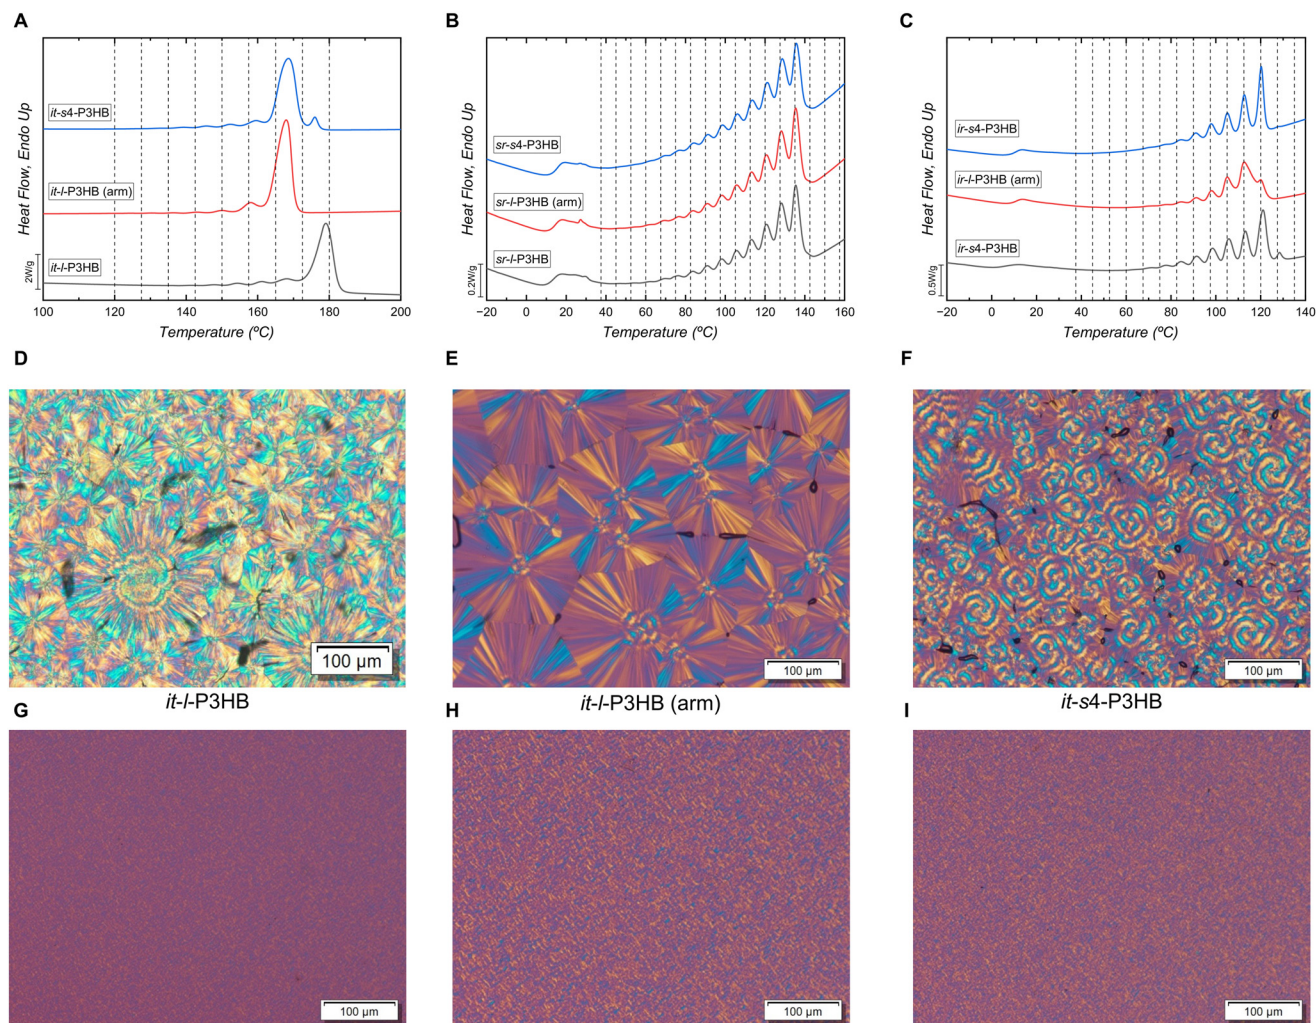 A
Heat Flow, Endo Up
it-s4-P3HB
it-l-P3HB (arm)
it-l-P3HB
2W/g
100 120 140 160 180 200
Temperature (ºC)
B
Heat Flow, Endo Up
sr-s4-P3HB
sr-l-P3HB (arm)
sr-l-P3HB
0.2W/g
−20 0 20 40 60 80 100 120 140 160
Temperature (ºC)
C
Heat Flow, Endo Up
ir-s4-P3HB
ir-l-P3HB (arm)
ir-s4-P3HB
0.5W/g
−20 0 20 40 60 80 100 120 140
Temperature (ºC)
D
100 µm
it-l-P3HB
E
100 µm
it-l-P3HB (arm)
F
100 µm
it-s4-P3HB
G
100 µm
H
100 µm
I
100 µm